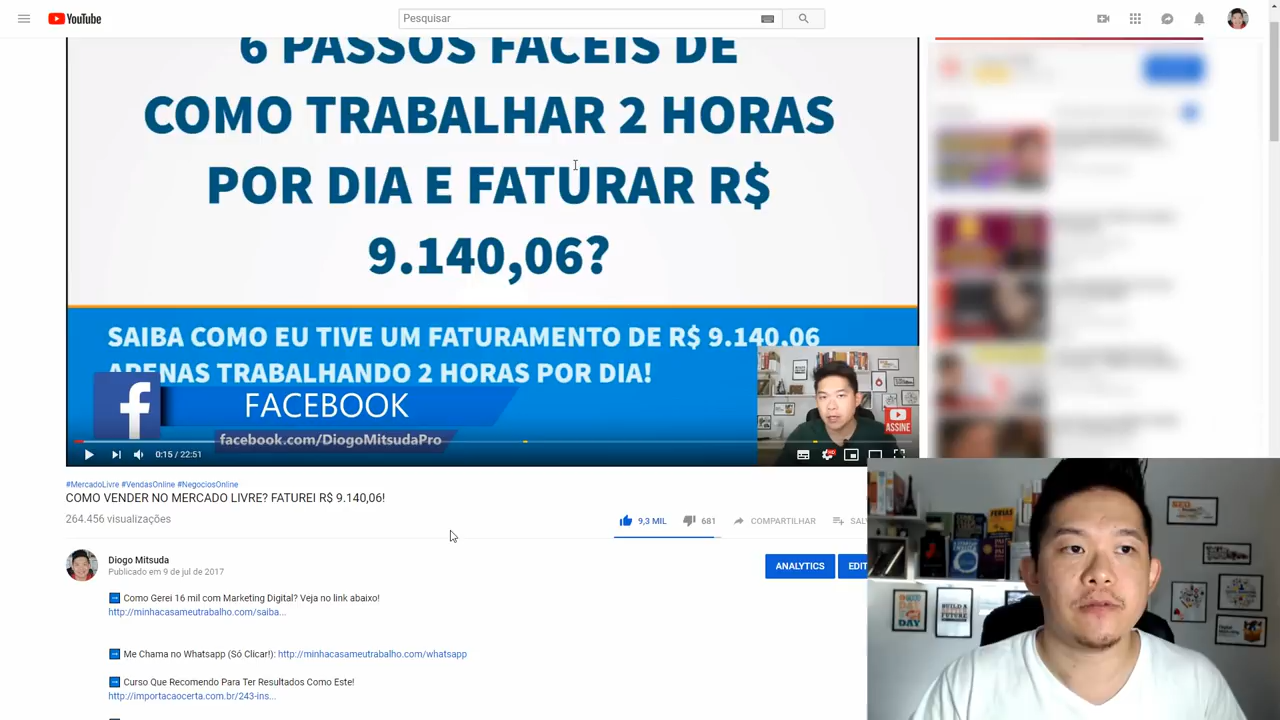 YouTube
Pesquisar
6 PASSOS FÁCEIS DE
COMO TRABALHAR 2 HORAS
POR DIA E FATURAR R$
9.140,06?
SAIBA COMO EU TIVE UM FATURAMENTO DE R$ 9.140,06
APENAS TRABALHANDO 2 HORAS POR DIA!
FACEBOOK
facebook.com/DiogoMitsudaPro
ASSINE
0:15 / 22:51
#MercadoLivre #VendasOnline #NegociosOnline
COMO VENDER NO MERCADO LIVRE? FATUREI R$ 9.140,06!
264.456 visualizações
9,3 MIL 681 COMPARTILHAR SAL
Diogo Mitsuda
Publicado em 9 de jul de 2017
ANALYTICS EDIT
Como Gerei 16 mil com Marketing Digital? Veja no link abaixo!
http://minhacasameutrabalho.com/saiba...
Me Chama no Whatsapp (Só Clicar!): http://minhacasameutrabalho.com/whatsapp
Curso Que Recomendo Para Ter Resultados Como Este!
http://importacaocerta.com.br/243-ins...